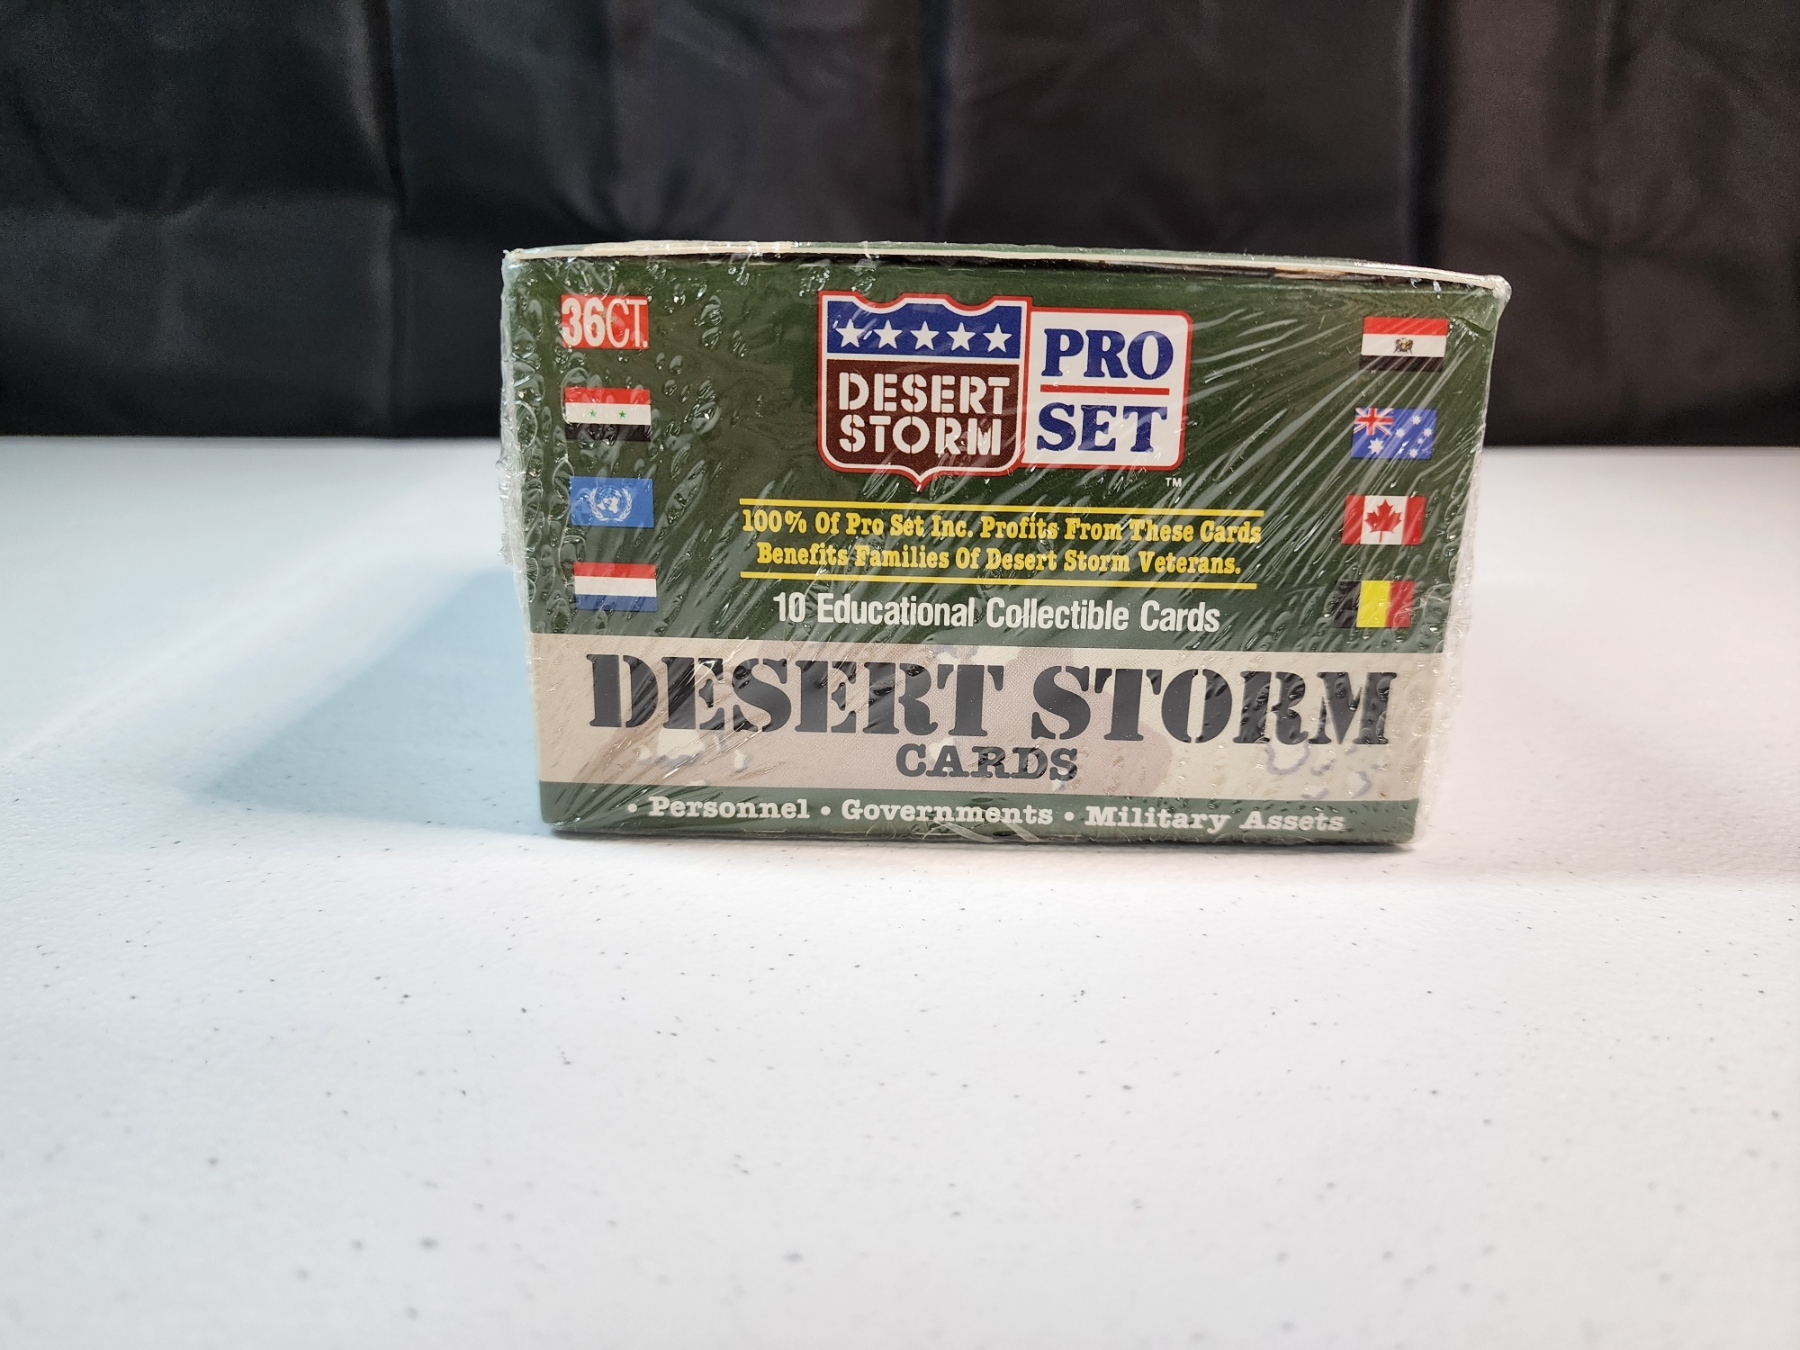 36CT.
DESERT
STORM
PRO
SET
TM
100% Of Pro Set Inc. Profits From These Cards
Benefits Families Of Desert Storm Veterans.
10 Educational Collectible Cards
DESERT STORM
CARDS
• Personnel • Governments • Military Assets